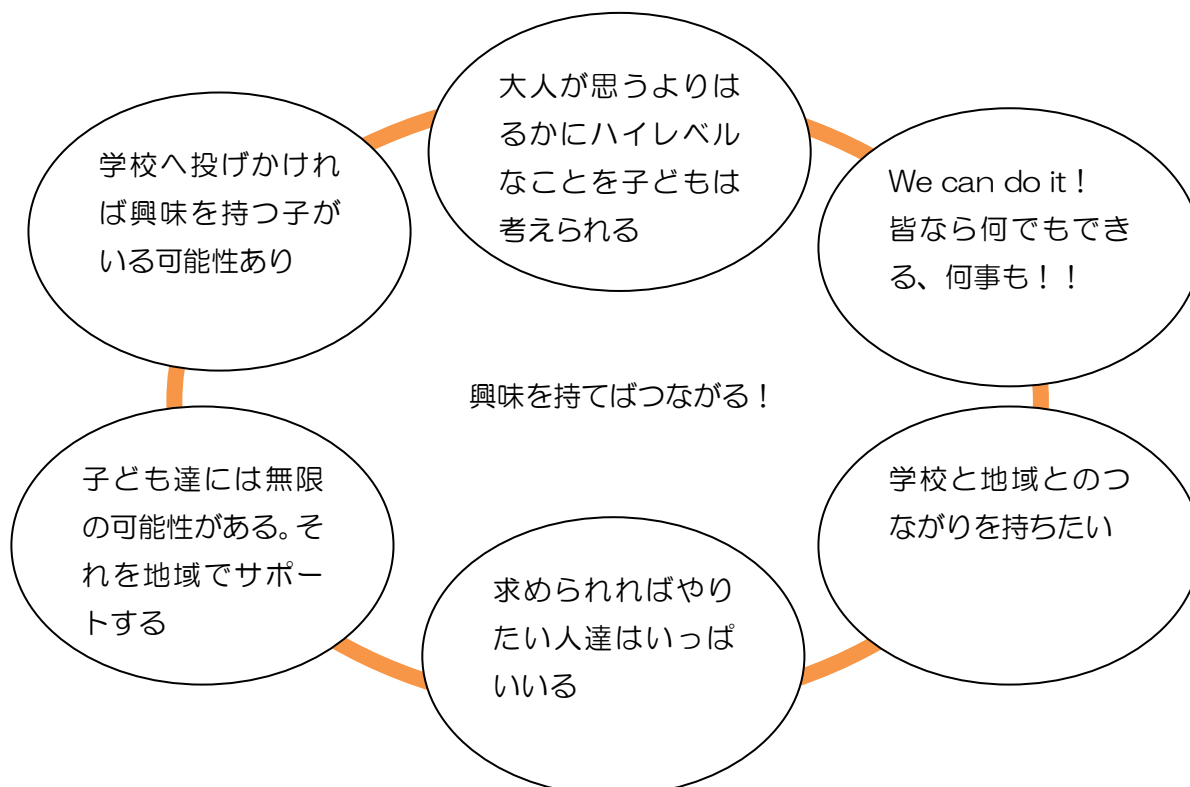 大人が思うよりは
るかにハイレベル
なことを子どもは
考えられる
学校へ投げかけれ
ば興味を持つ子が
いる可能性あり
We can do it！
皆なら何でもでき
る、何事も！！
興味を持てばつながる！
子ども達には無限
の可能性がある。そ
れを地域でサポー
トする
学校と地域とのつ
ながりを持ちたい
求められればやり
たい人達はいっぱ
いいる